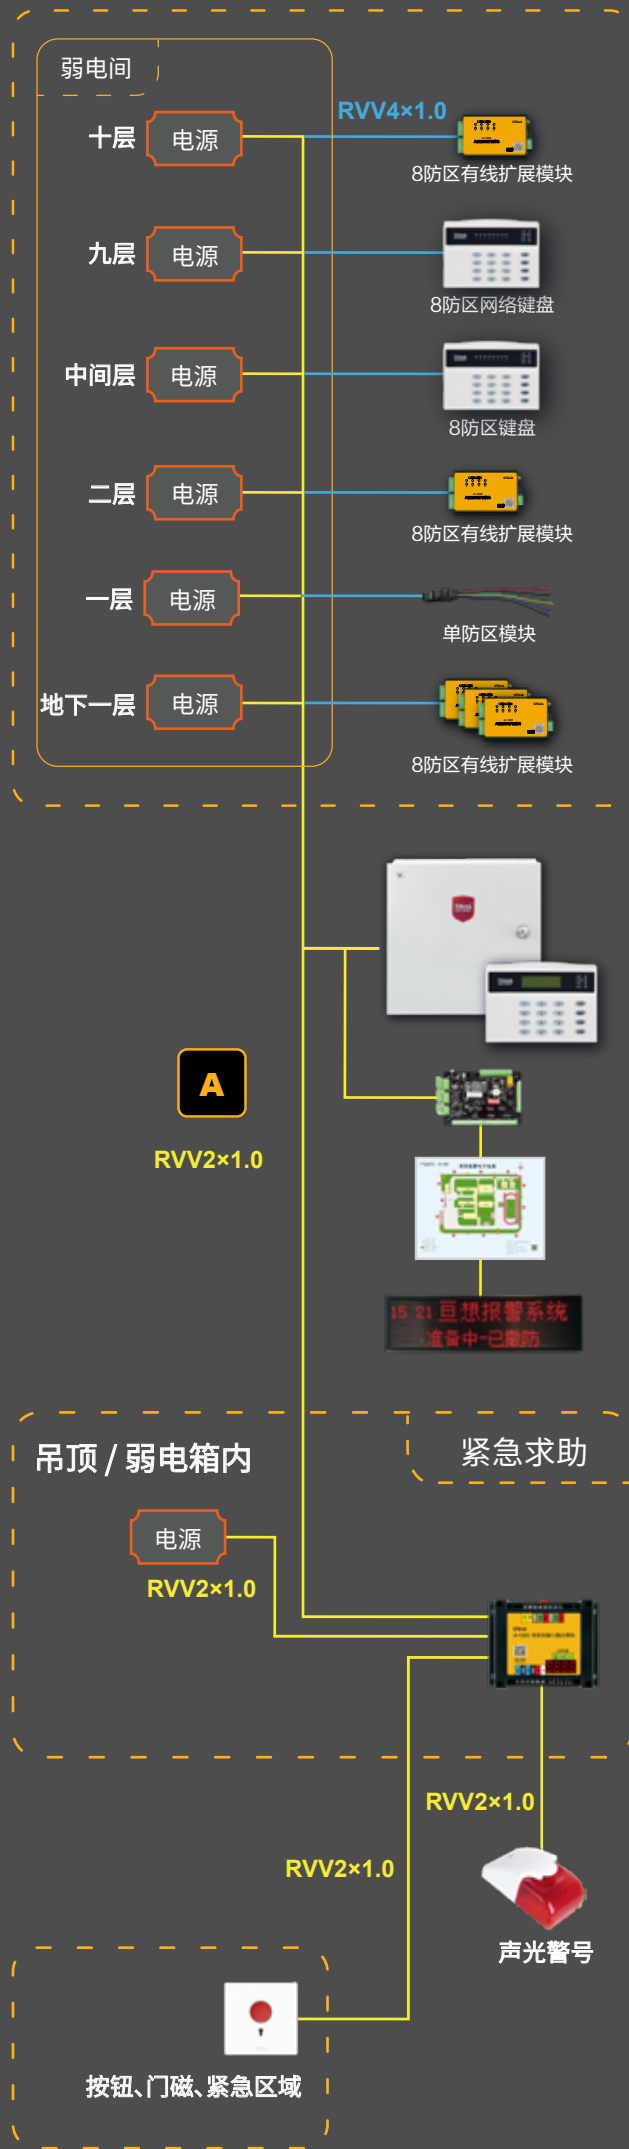 弱电间
十层
电源
RVV4×1.0
8防区有线扩展模块
九层
电源
8防区网络键盘
中间层
电源
8防区键盘
二层
电源
8防区有线扩展模块
一层
电源
单防区模块
地下一层
电源
8防区有线扩展模块
A
RVV2×1.0
15 21 亘想报警系统
准备中-已撤防
吊顶 / 弱电箱内
紧急求助
电源
RVV2×1.0
RVV2×1.0
RVV2×1.0
声光警号
按钮、门磁、紧急区域